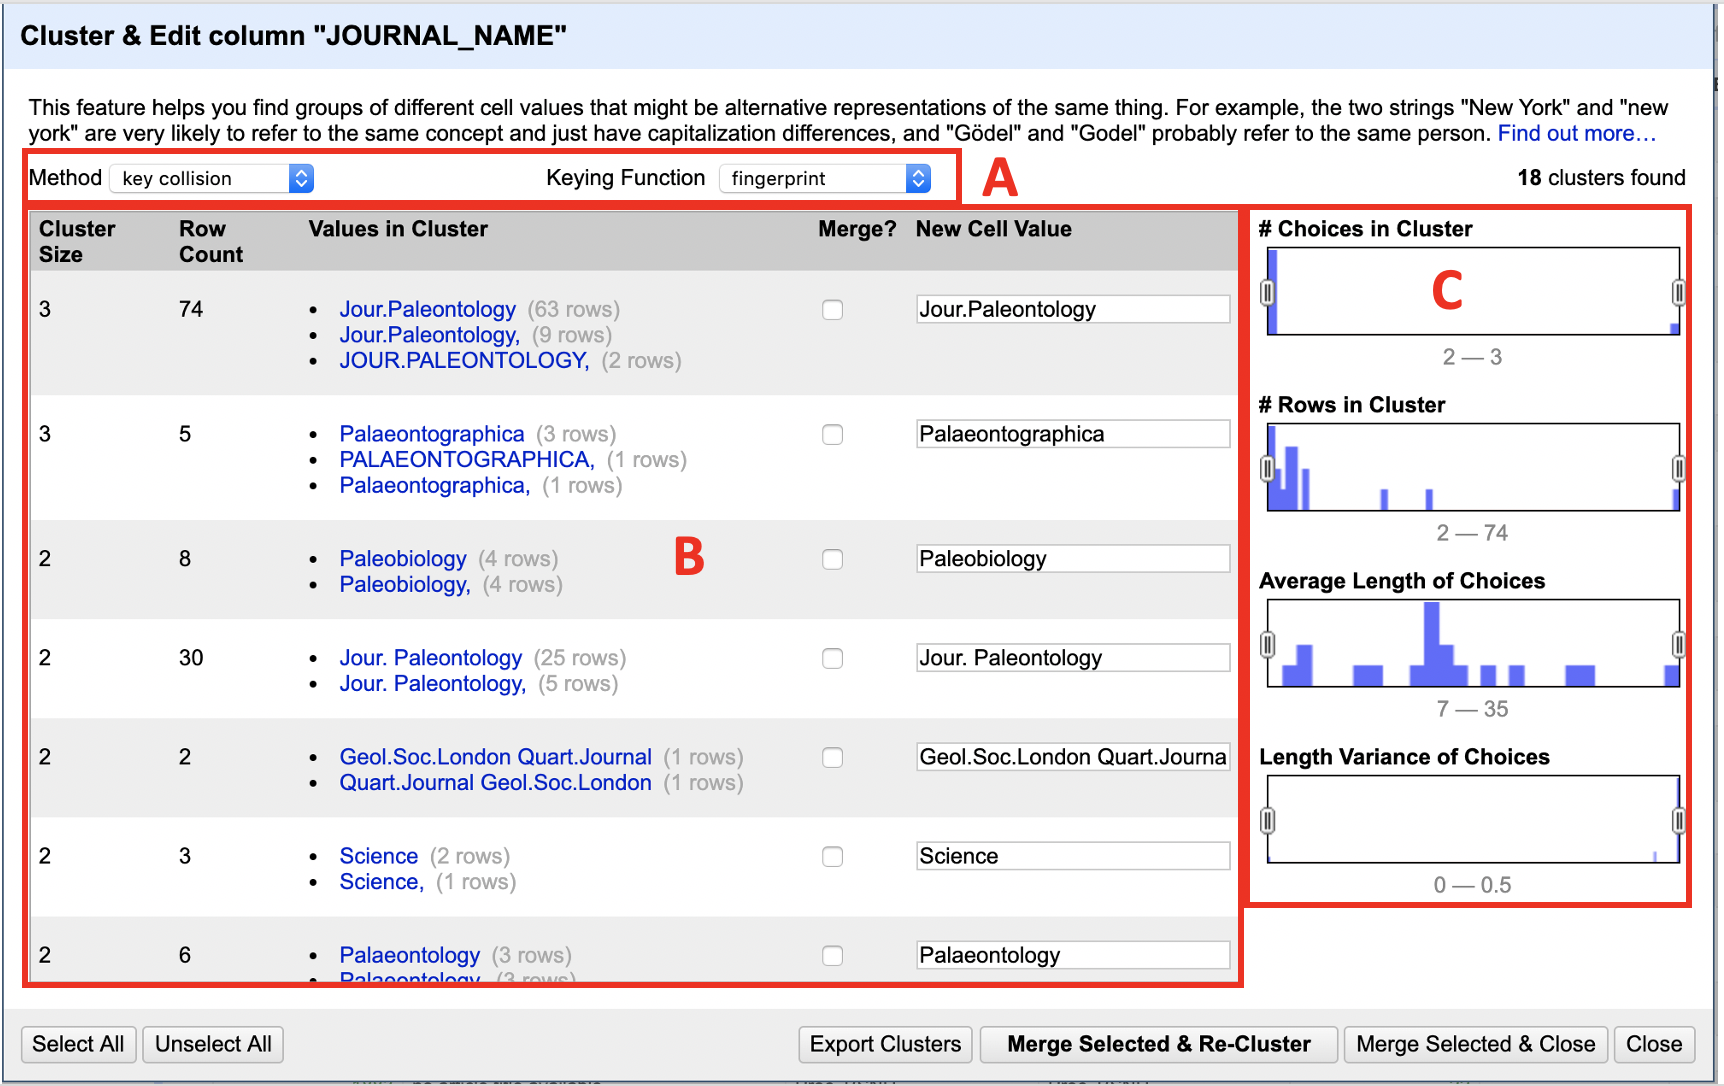 Cluster & Edit column "JOURNAL_NAME"
This feature helps you find groups of different cell values that might be alternative representations of the same thing. For example, the two strings "New York" and "new
york" are very likely to refer to the same concept and just have capitalization differences, and "Gödel" and "Godel" probably refer to the same person. Find out more…
Method key collision Keying Function fingerprint A 18 clusters found
Cluster Size Row Count Values in Cluster Merge? New Cell Value
3 74 • Jour.Paleontology (63 rows) Jour.Paleontology
• Jour.Paleontology, (9 rows)
• JOUR.PALEONTOLOGY, (2 rows)
3 5 • Palaeontographica (3 rows) Palaeontographica
• PALAEONTOGRAPHICA, (1 rows)
• Palaeontographica, (1 rows)
B
2 8 • Paleobiology (4 rows) Paleobiology
• Paleobiology, (4 rows)
2 30 • Jour. Paleontology (25 rows) Jour. Paleontology
• Jour. Paleontology, (5 rows)
2 2 • Geol.Soc.London Quart.Journal (1 rows) Geol.Soc.London Quart.Journa
• Quart.Journal Geol.Soc.London (1 rows)
2 3 • Science (2 rows) Science
• Science, (1 rows)
2 6 • Palaeontology (3 rows) Palaeontology
• Palaeontology (3 rows)
# Choices in Cluster
C
2 — 3
# Rows in Cluster
2 — 74
Average Length of Choices
7 — 35
Length Variance of Choices
0 — 0.5
Select All Unselect All Export Clusters Merge Selected & Re-Cluster Merge Selected & Close Close